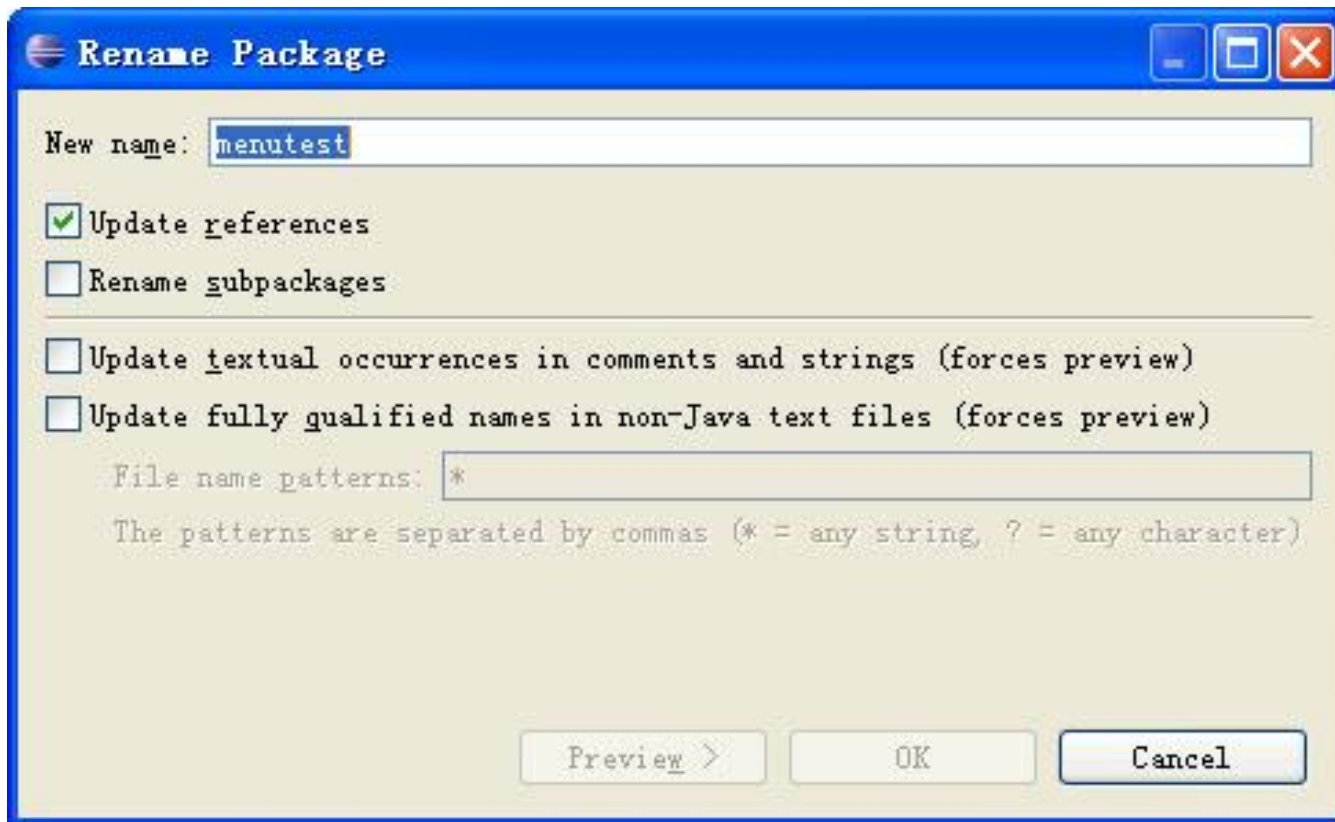 Rename Package
New name: menutest
Update references
Rename subpackages
Update textual occurrences in comments and strings (forces preview)
Update fully qualified names in non-Java text files (forces preview)
File name patterns: *
The patterns are separated by commas (* = any string, ? = any character)
Preview > OK Cancel